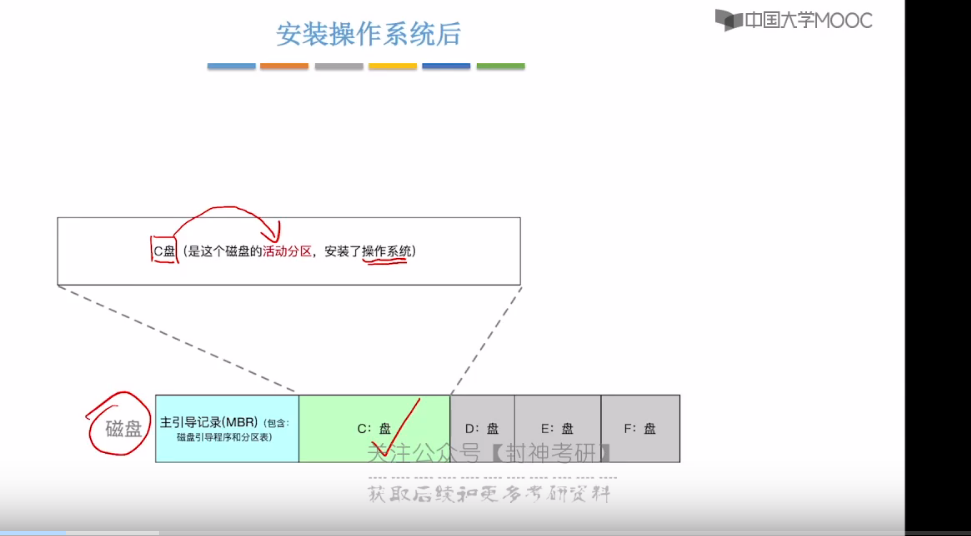 安装操作系统后
中国大学MOOC
C盘（是这个磁盘的活动分区，安装了操作系统）
磁盘
主引导记录(MBR)（包含：
磁盘引导程序和分区表）
C：盘
D：盘
E：盘
F：盘
关注公众号【封神考研】
获取后续和更多考研资料